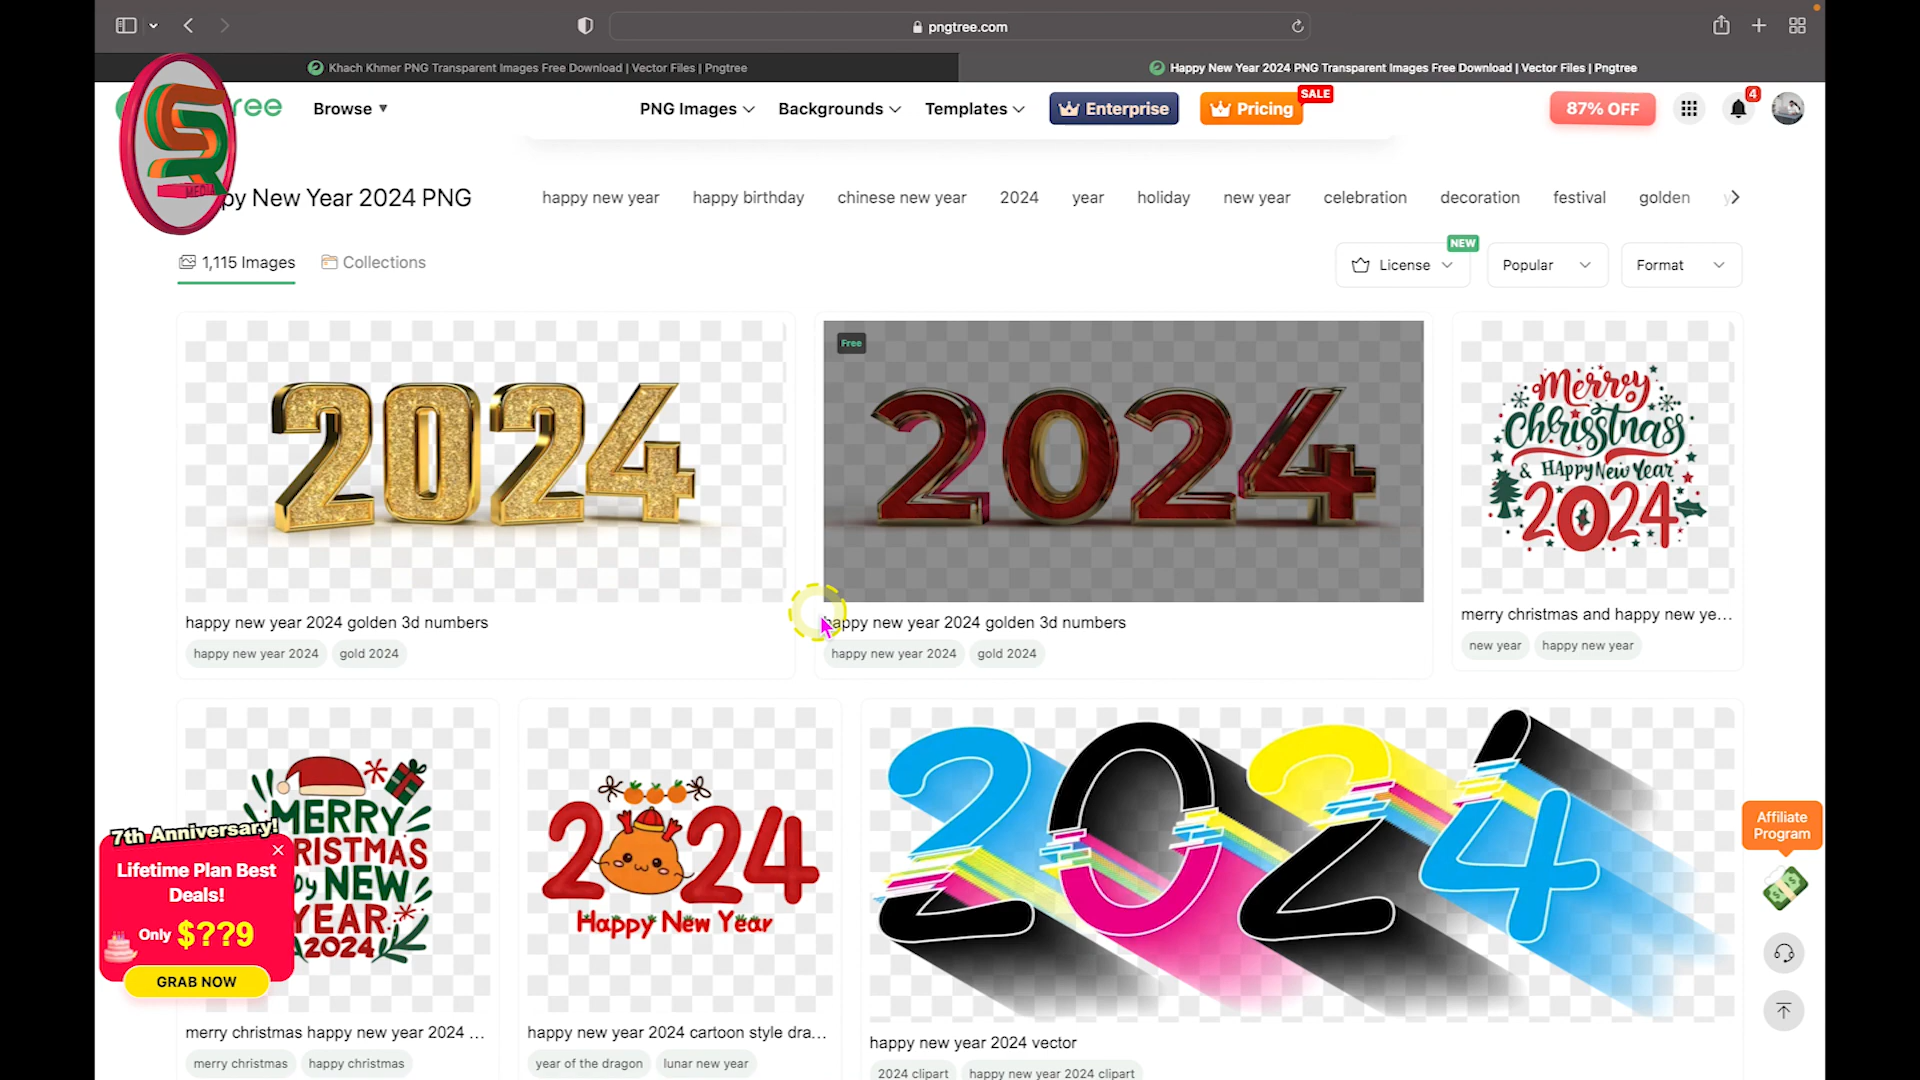 pngtree.com
Khach Khmer PNG Transparent Images Free Download | Vector Files | Pngtree
Happy New Year 2024 PNG Transparent Images Free Download | Vector Files | Pngtree
ree
Browse
PNG Images
Backgrounds
Templates
Enterprise
Pricing
SALE
87% OFF
4
SR
MEDIA
py New Year 2024 PNG
happy new year
happy birthday
chinese new year
2024
year
holiday
new year
celebration
decoration
festival
golden
1,115 Images
Collections
License
NEW
Popular
Format
2024
happy new year 2024 golden 3d numbers
happy new year 2024
gold 2024
Free
2024
happy new year 2024 golden 3d numbers
happy new year 2024
gold 2024
Merry
Chrisstnass
& HAppy New Year
2024
merry christmas and happy new ye...
new year
happy new year
MERRY
RISTMAS
py NEW
YEAR
2024
merry christmas happy new year 2024 ...
merry christmas
happy christmas
2024
Happy New Year
happy new year 2024 cartoon style dra...
year of the dragon
lunar new year
2024
happy new year 2024 vector
2024 clipart
happy new year 2024 clipart
7th Anniversary!
Lifetime Plan Best
Deals!
Only $??9
GRAB NOW
Affiliate
Program